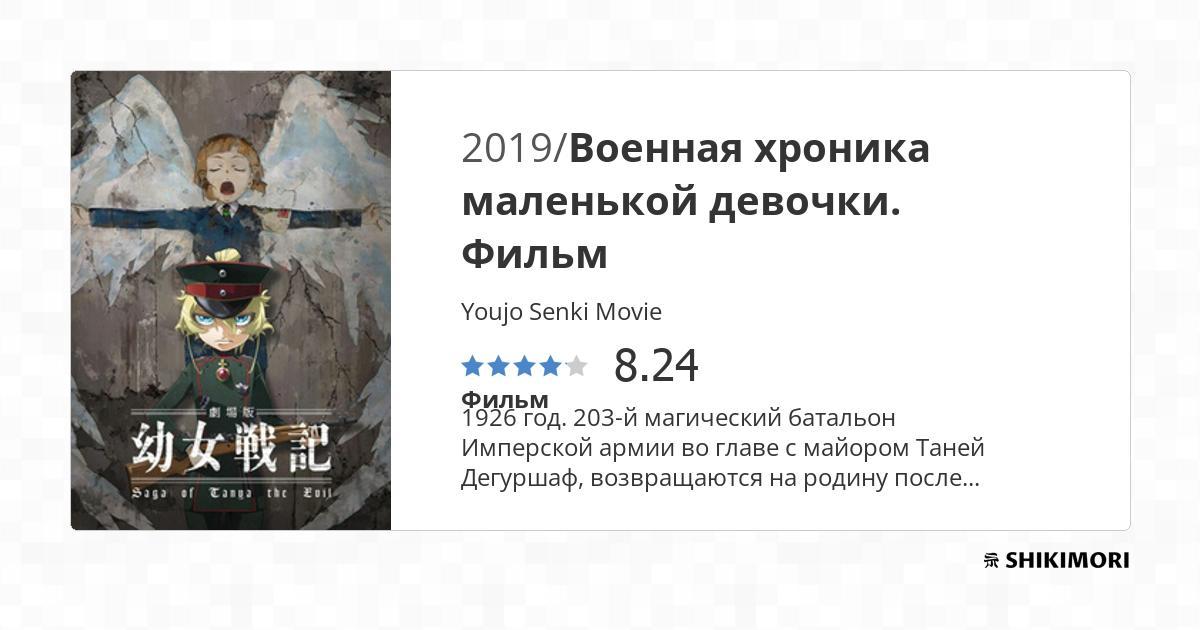 劇場版
幼女戦記
Saga of Tanya the Evil
2019/Военная хроника
маленькой девочки.
Фильм
Youjo Senki Movie
8.24
Фильм
1926 год. 203-й магический батальон
Имперской армии во главе с майором Таней
Дегуршаф, возвращаются на родину после...
SHIKIMORI